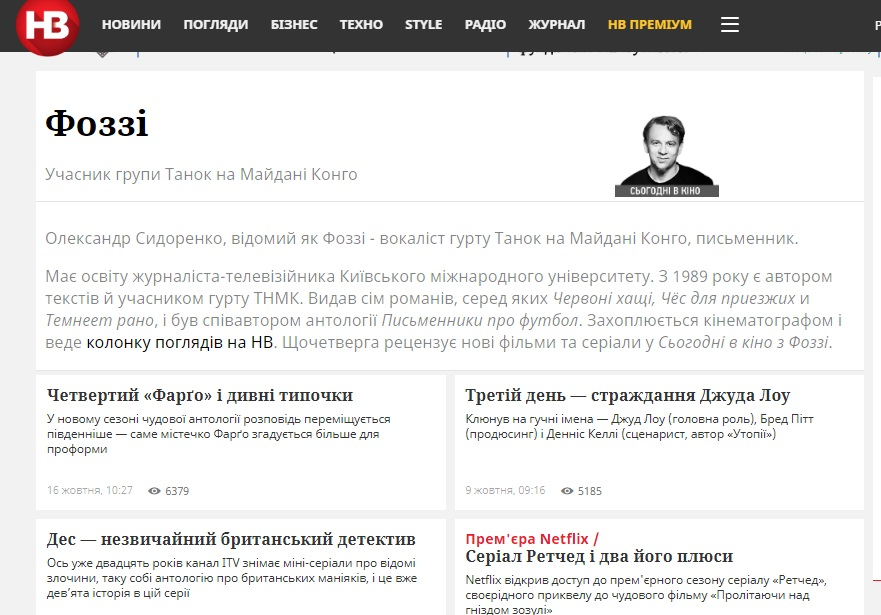 НВ
НОВИНИ ПОГЛЯДИ БІЗНЕС ТЕХНО STYLE РАДІО ЖУРНАЛ НВ ПРЕМІУМ
Фоззі
Учасник групи Танок на Майдані Конго
СЬОГОДНІ В КІНО
Олександр Сидоренко, відомий як Фоззі - вокаліст гурту Танок на Майдані Конго, письменник.
Має освіту журналіста-телевізійника Київського міжнародного університету. З 1989 року є автором
текстів й учасником гурту ТНМК. Видав сім романів, серед яких Червоні хащі, Чёс для приезжих и
Темнеет рано, і був співавтором антології Письменники про футбол. Захоплюється кінематографом і
веде колонку поглядів на НВ. Щочетверга рецензує нові фільми та серіали у Сьогодні в кіно з Фоззі.
Четвертий «Фарґо» і дивні типочки
У новому сезоні чудової антології розповідь переміщується
південніше — саме містечко Фарґо згадується більше для
проформи
16 жовтня, 10:27 6379
Третій день — страждання Джуда Лоу
Клюнув на гучні імена — Джуд Лоу (головна роль), Бред Пітт
(продюсинг) і Денніс Келлі (сценарист, автор «Утопії»)
9 жовтня, 09:16 5185
Дес — незвичайний британський детектив
Ось уже двадцять років канал ITV знімає міні-серіали про відомі
злочини, таку собі антологію про британських маніяків, і це вже
дев’ята історія в цій серії
Прем'єра Netflix /
Серіал Ретчед і два його плюси
Netflix відкрив доступ до прем'єрного сезону серіалу «Ретчед»,
своєрідного приквелу до чудового фільму «Пролітаючи над
гніздом зозулі»